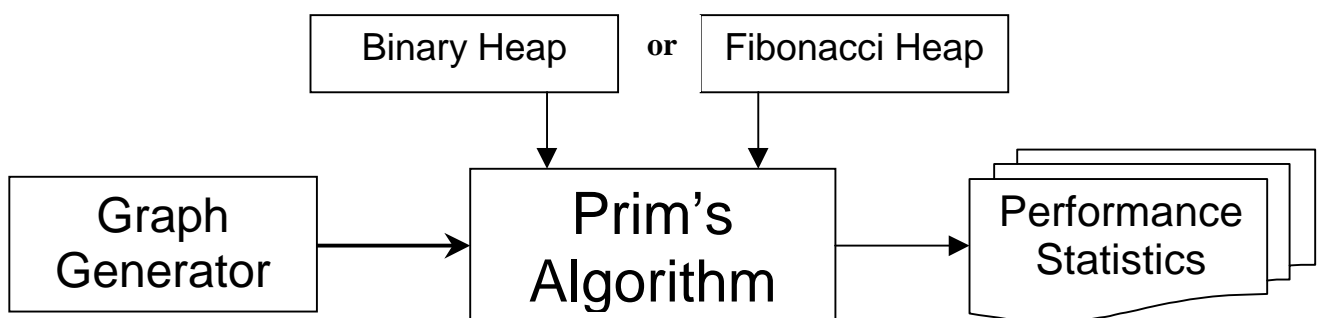 Binary Heap or Fibonacci Heap
Graph
Generator
Prim’s
Algorithm
Performance
Statistics